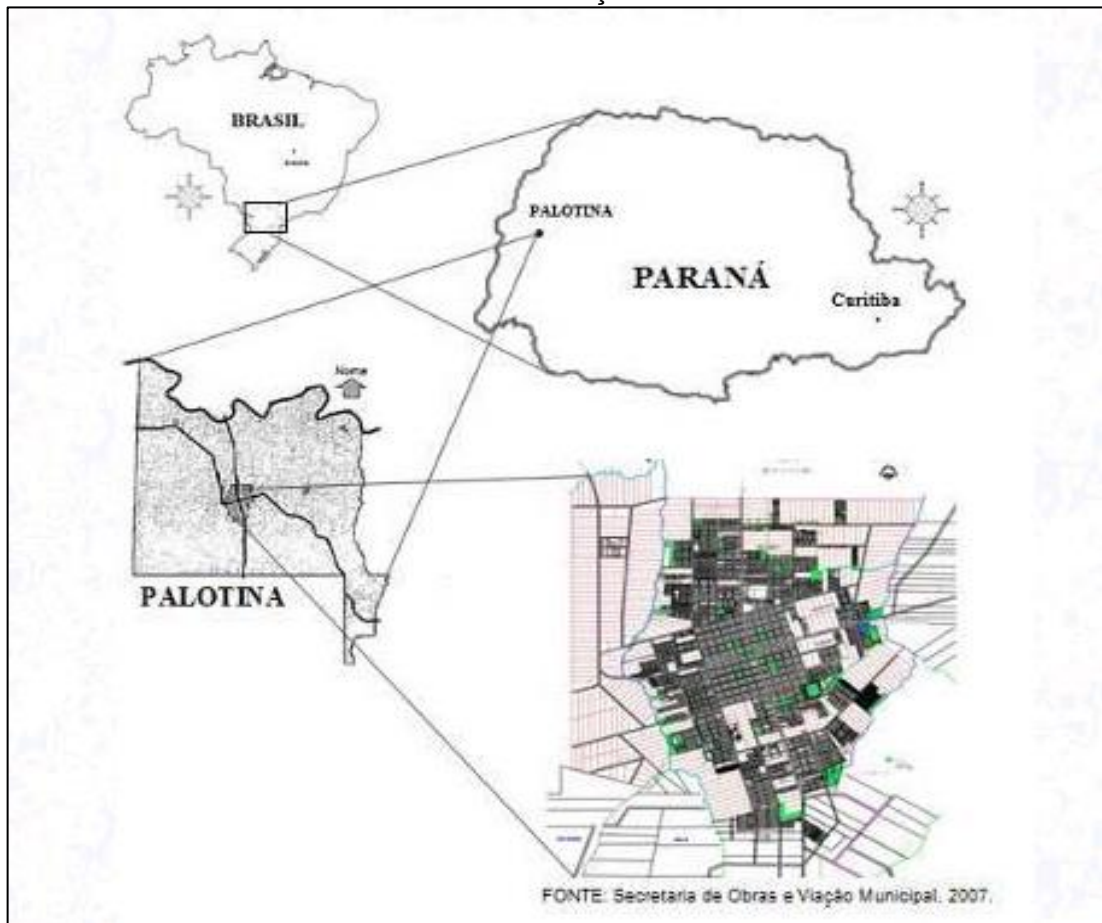 BRASIL
PALOTINA
PARANÁ
Curitiba
Norte
PALOTINA
FONTE: Secretaria de Obras e Viação Municipal, 2007.